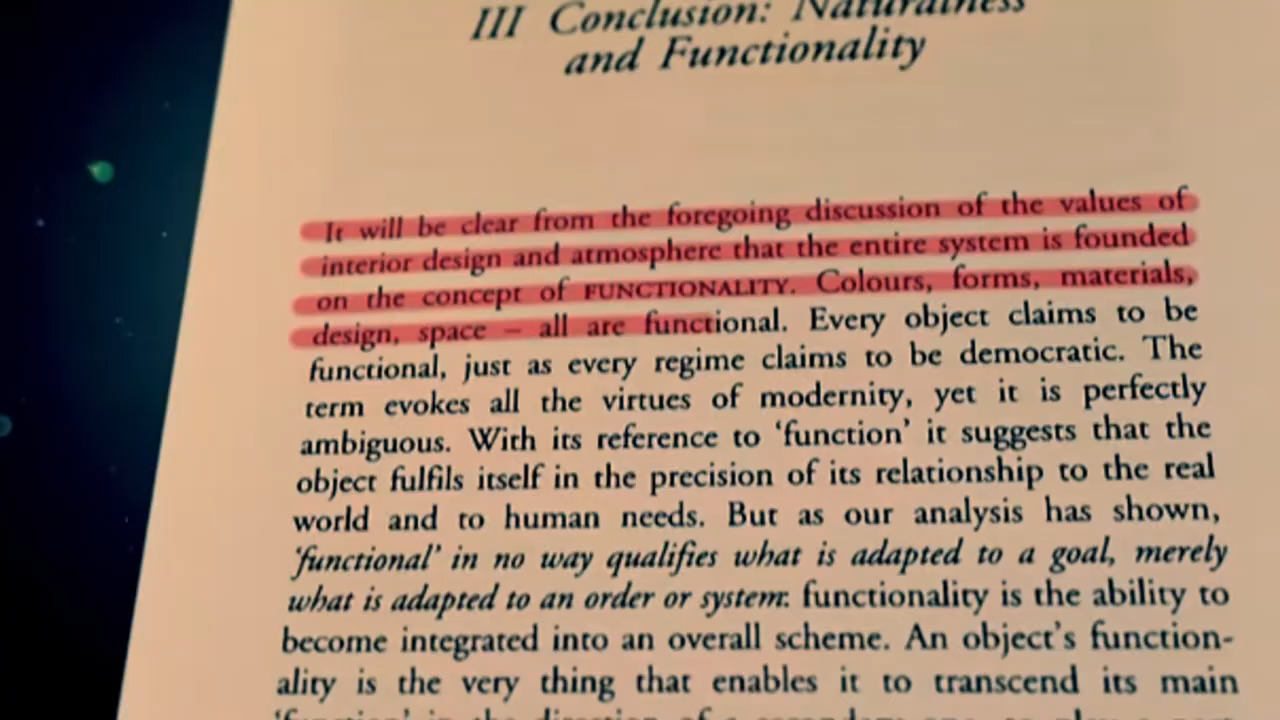 III Conclusion: Naturalness
and Functionality
It will be clear from the foregoing discussion of the values of
interior design and atmosphere that the entire system is founded
on the concept of FUNCTIONALITY. Colours, forms, materials,
design, space – all are functional. Every object claims to be
functional, just as every regime claims to be democratic. The
term evokes all the virtues of modernity, yet it is perfectly
ambiguous. With its reference to ‘function’ it suggests that the
object fulfils itself in the precision of its relationship to the real
world and to human needs. But as our analysis has shown,
‘functional’ in no way qualifies what is adapted to a goal, merely
what is adapted to an order or system: functionality is the ability to
become integrated into an overall scheme. An object’s function-
ality is the very thing that enables it to transcend its main